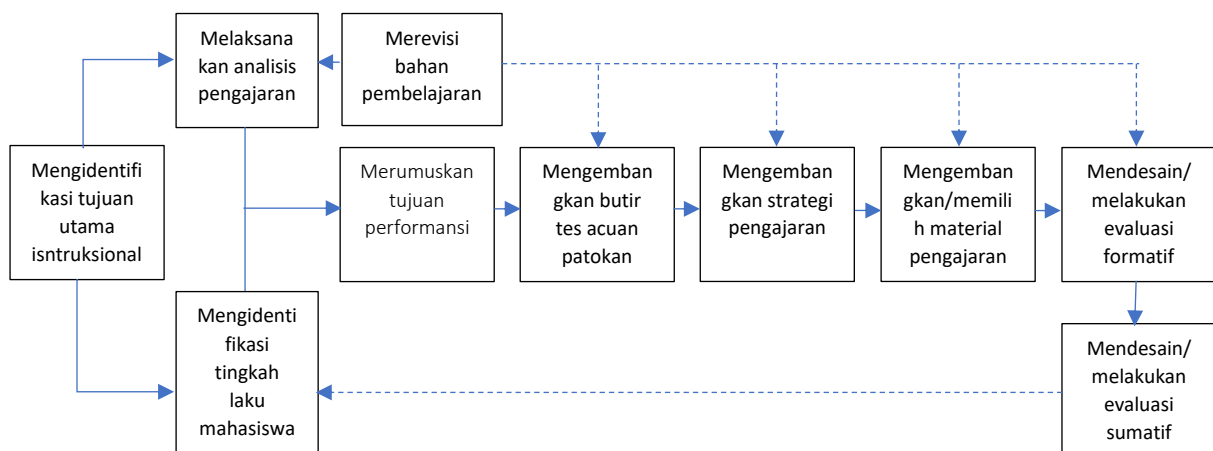 Melaksana
kan analisis
pengajaran
Merevisi
bahan
pembelajaran
Mengidentifi
kasi tujuan
utama
isntruksional
Merumuskan
tujuan
performansi
Mengemban
gkan butir
tes acuan
patokan
Mengemban
gkan strategi
pengajaran
Mengemban
gkan/memili
h material
pengajaran
Mendesain/
melakukan
evaluasi
formatif
Mengidenti
fikasi
tingkah
laku
mahasiswa
Mendesain/
melakukan
evaluasi
sumatif